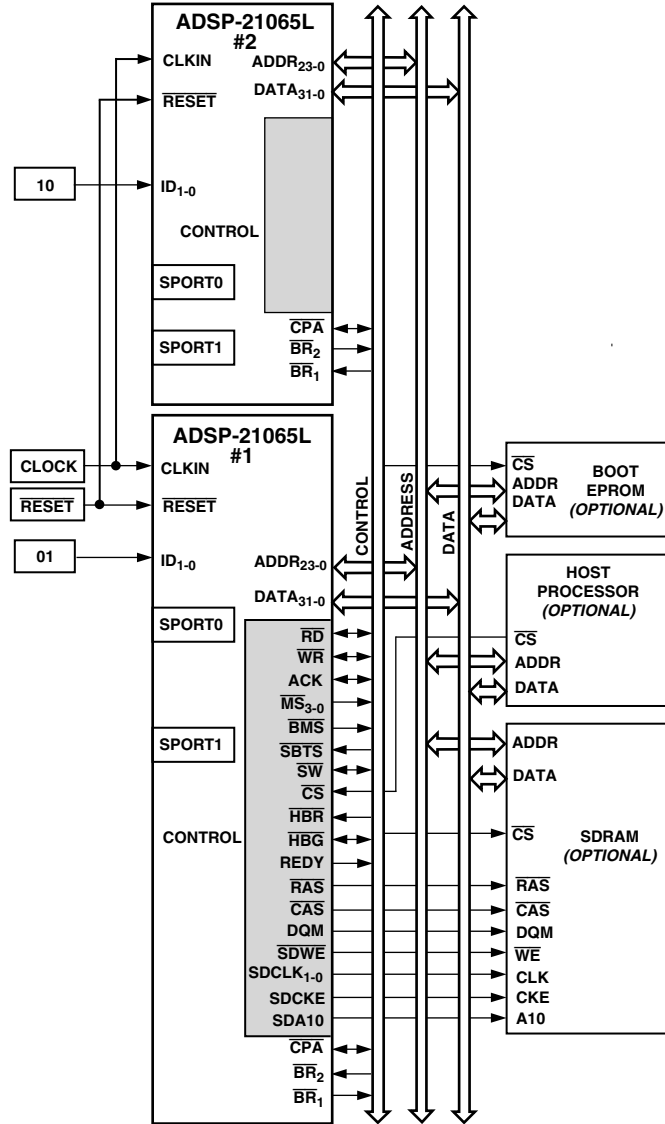 ADSP-21065L
#2
CLKIN
ADDR23-0
DATA31-0
RESET
10
ID1-0
CONTROL
SPORT0
SPORT1
CPA
BR2
BR1
ADSP-21065L
#1
CLOCK
CLKIN
RESET
RESET
01
ID1-0
ADDR23-0
DATA31-0
SPORT0
SPORT1
CONTROL
RD
WR
ACK
MS3-0
BMS
SBTS
SW
CS
HBR
HBG
REDY
RAS
CAS
DQM
SDWE
SDCLK1-0
SDCKE
SDA10
CPA
BR2
BR1
CONTROL
ADDRESS
DATA
CS
BOOT
ADDR
EPROM
DATA
(OPTIONAL)
HOST
PROCESSOR
(OPTIONAL)
CS
ADDR
DATA
ADDR
DATA
CS
SDRAM
(OPTIONAL)
RAS
CAS
DQM
WE
CLK
CKE
A10